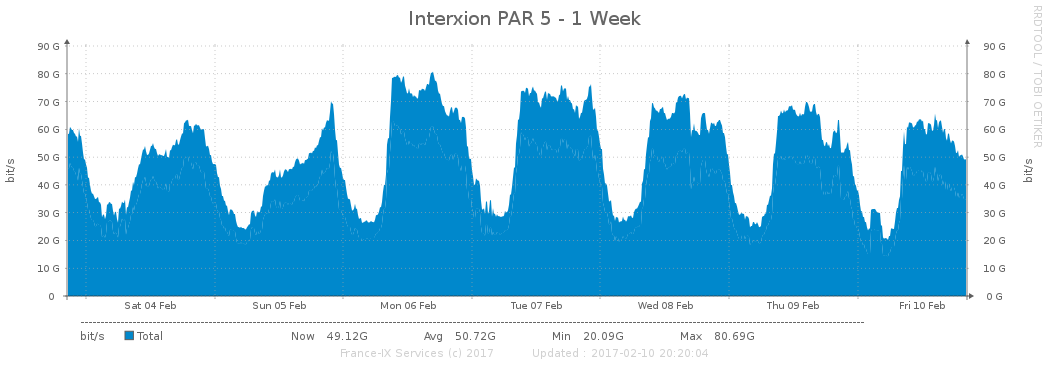 Interxion PAR 5 - 1 Week
RRDTOOL / TOBI OETIKER
bit/s
90 G 90 G
80 G 80 G
70 G 70 G
60 G 60 G
50 G 50 G
40 G 40 G
30 G 30 G
20 G 20 G
10 G 10 G
0 0 G
bit/s
Sat 04 Feb Sun 05 Feb Mon 06 Feb Tue 07 Feb Wed 08 Feb Thu 09 Feb Fri 10 Feb
bit/s Total Now 49.12G Avg 50.72G Min 20.09G Max 80.69G
France-IX Services (c) 2017 Updated : 2017-02-10 20:20:04